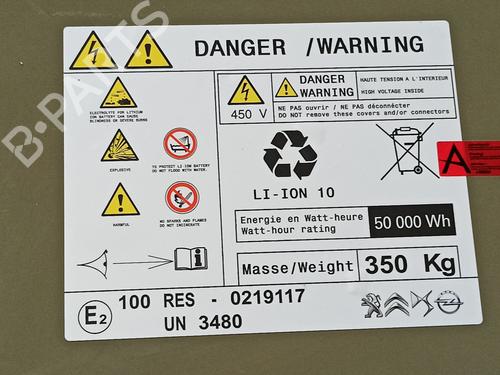 DANGER /WARNING
ELECTROLYTE FOR LITHIUM
ION BATTERY CAN CAUSE
BLINDNESS OR SEVERE BURNS
EXPLOSIVE
TO PROTECT LI-ION BATTERY
DO NOT FLOOD WITH WATER.
HARMFUL
NO SPARKS AND FLAMES
DO NOT INCINERATE
450 V
DANGER
WARNING
HAUTE TENSION A L'INTERIEUR
HIGH VOLTAGE INSIDE
NE PAS ouvrir / NE PAS déconnécter
DO NOT remove these covers and/or connectors
LI-ION 10
A
Energie en Watt-heure
Watt-hour rating
50 000 Wh
Masse/Weight
350 Kg
E2
100 RES - 0219117
UN 3480
B-PARTS